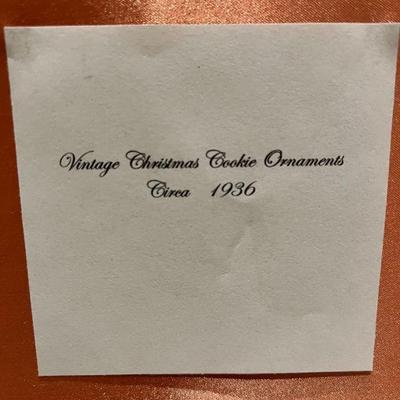 Vintage Christmas Cookie Ornaments
Circa 1936